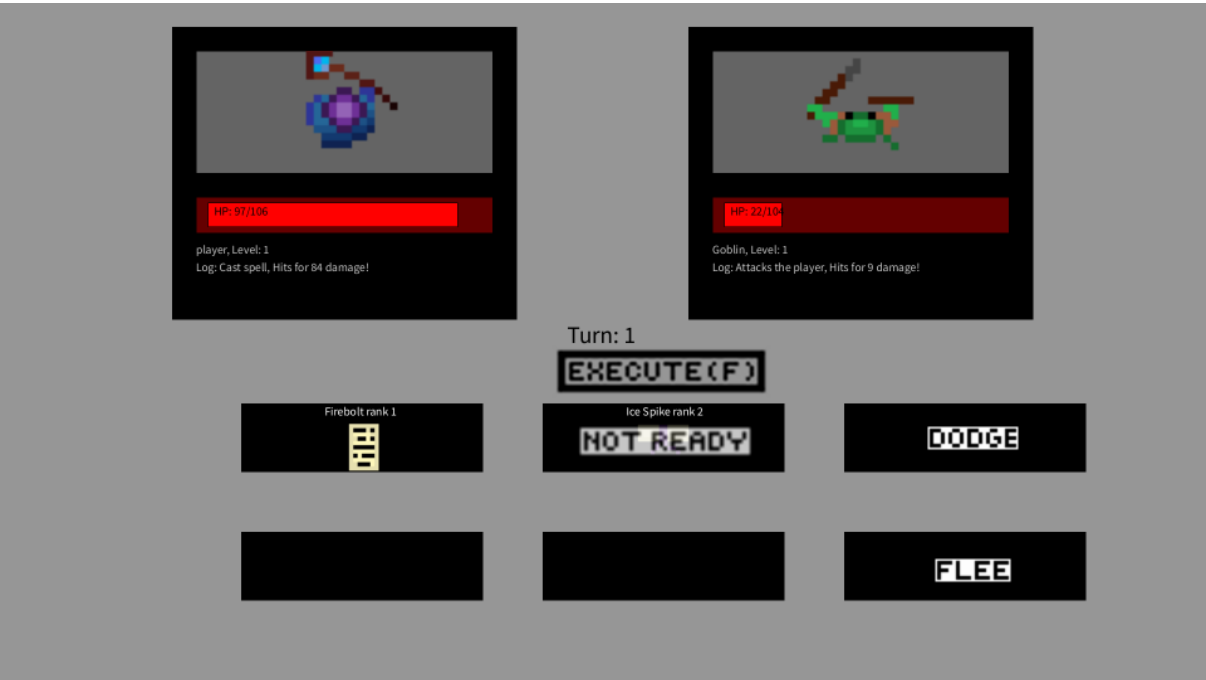 HP: 97/106
player, Level: 1
Log: Cast spell, Hits for 84 damage!
HP: 22/104
Goblin, Level: 1
Log: Attacks the player, Hits for 9 damage!
Turn: 1
EXECUTE(F)
Firebolt rank 1
Ice Spike rank 2
NOT READY
DODGE
FLEE